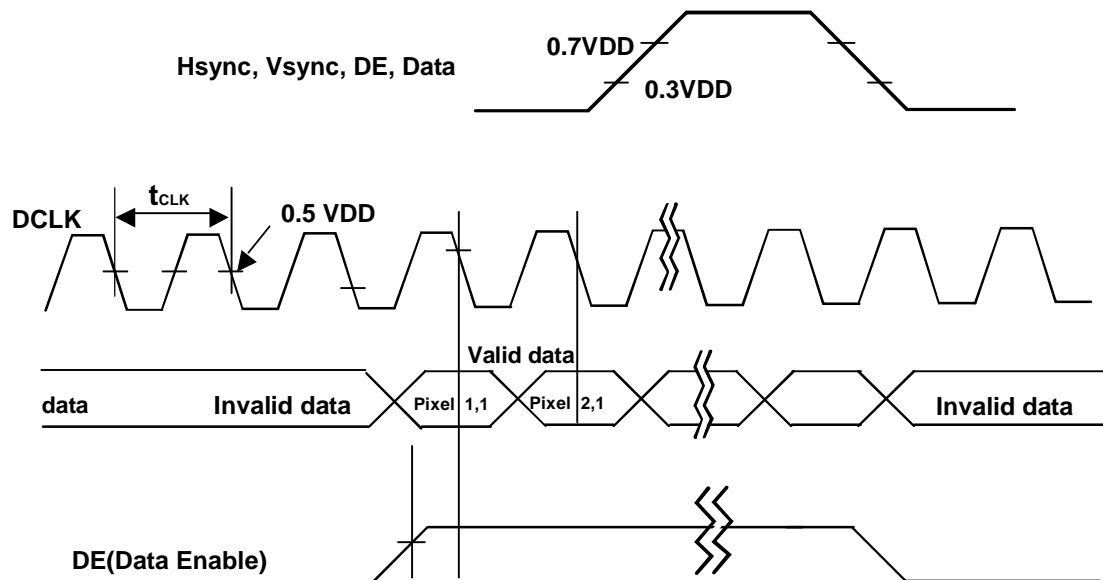 0.7VDD
Hsync, Vsync, DE, Data
0.3VDD
tCLK
DCLK
0.5 VDD
Valid data
data
Invalid data
Pixel 1,1
Pixel 2,1
Invalid data
DE(Data Enable)